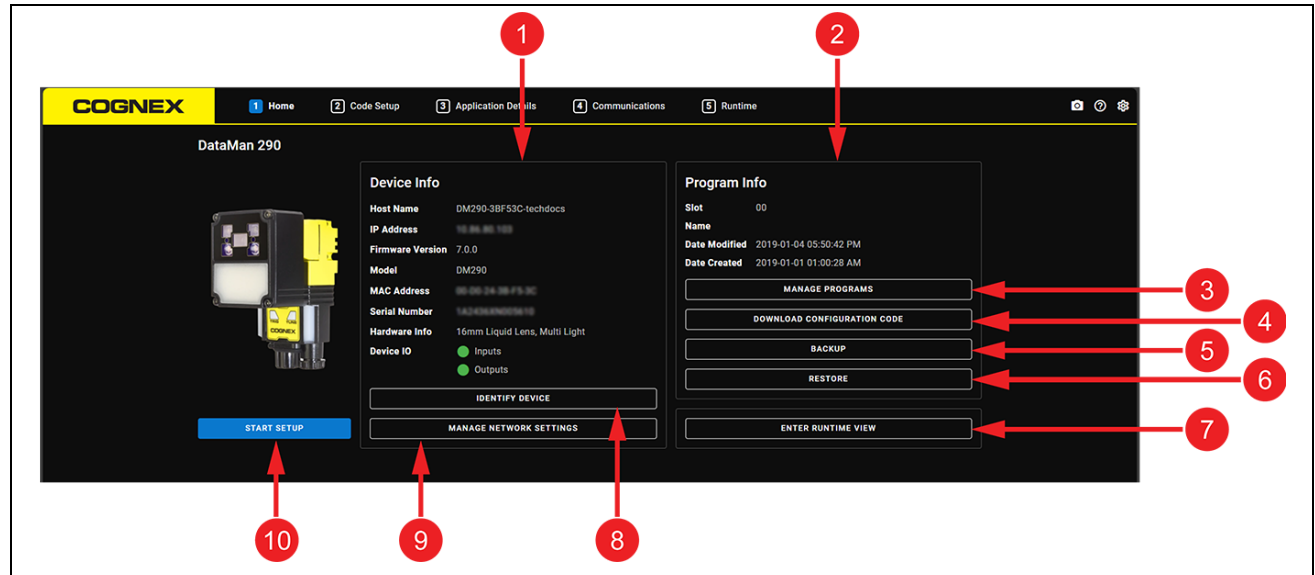 1
2
COGNEX
1 Home 2 Code Setup 3 Application Details 4 Communications 5 Runtime
DataMan 290
Device Info
Host Name DM290-3BF53C-techdocs
IP Address
Firmware Version 7.0.0
Model DM290
MAC Address
Serial Number
Hardware Info 16mm Liquid Lens, Multi Light
Device IO Inputs
Outputs
IDENTIFY DEVICE
MANAGE NETWORK SETTINGS
Program Info
Slot 00
Name
Date Modified 2019-01-04 05:50:42 PM
Date Created 2019-01-01 01:00:28 AM
MANAGE PROGRAMS
3
DOWNLOAD CONFIGURATION CODE
4
BACKUP
5
RESTORE
6
ENTER RUNTIME VIEW
7
COGNEX
START SETUP
10
9
8